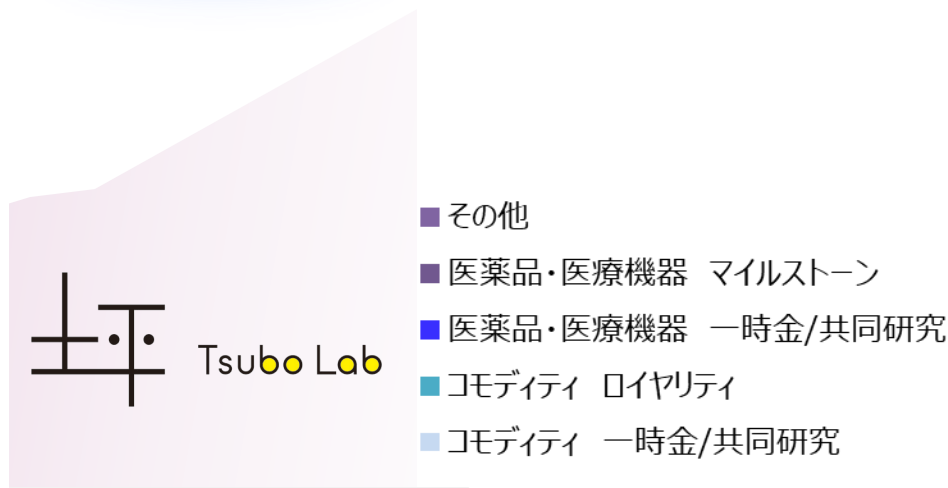 その他
医薬品・医療機器 マイルストーン
医薬品・医療機器 一時金/共同研究
コモディティ ロイヤリティ
コモディティ 一時金/共同研究
坪
Tsubo Lab